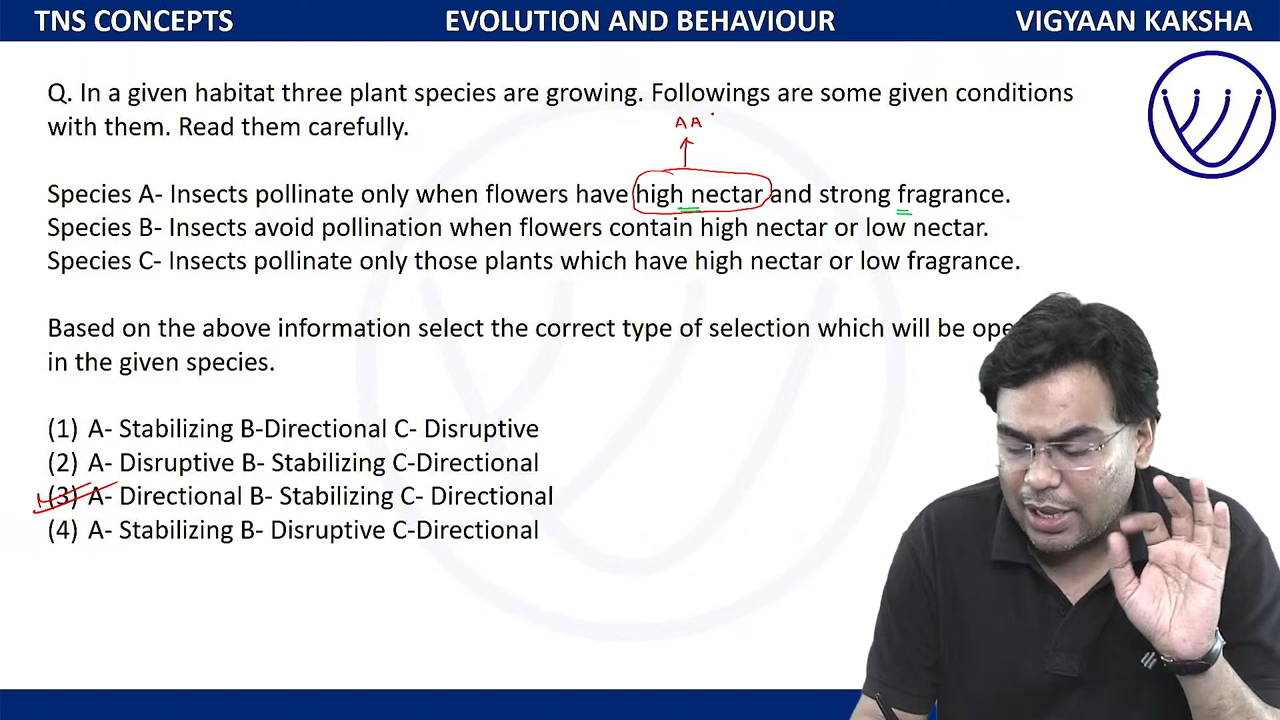 TNS CONCEPTS EVOLUTION AND BEHAVIOUR VIGYAAN KAKSHA
Q. In a given habitat three plant species are growing. Followings are some given conditions
with them. Read them carefully.
AA
Species A- Insects pollinate only when flowers have high nectar and strong fragrance.
Species B- Insects avoid pollination when flowers contain high nectar or low nectar.
Species C- Insects pollinate only those plants which have high nectar or low fragrance.
Based on the above information select the correct type of selection which will be ope
in the given species.
(1) A- Stabilizing B-Directional C- Disruptive
(2) A- Disruptive B- Stabilizing C-Directional
(3) A- Directional B- Stabilizing C- Directional
(4) A- Stabilizing B- Disruptive C-Directional